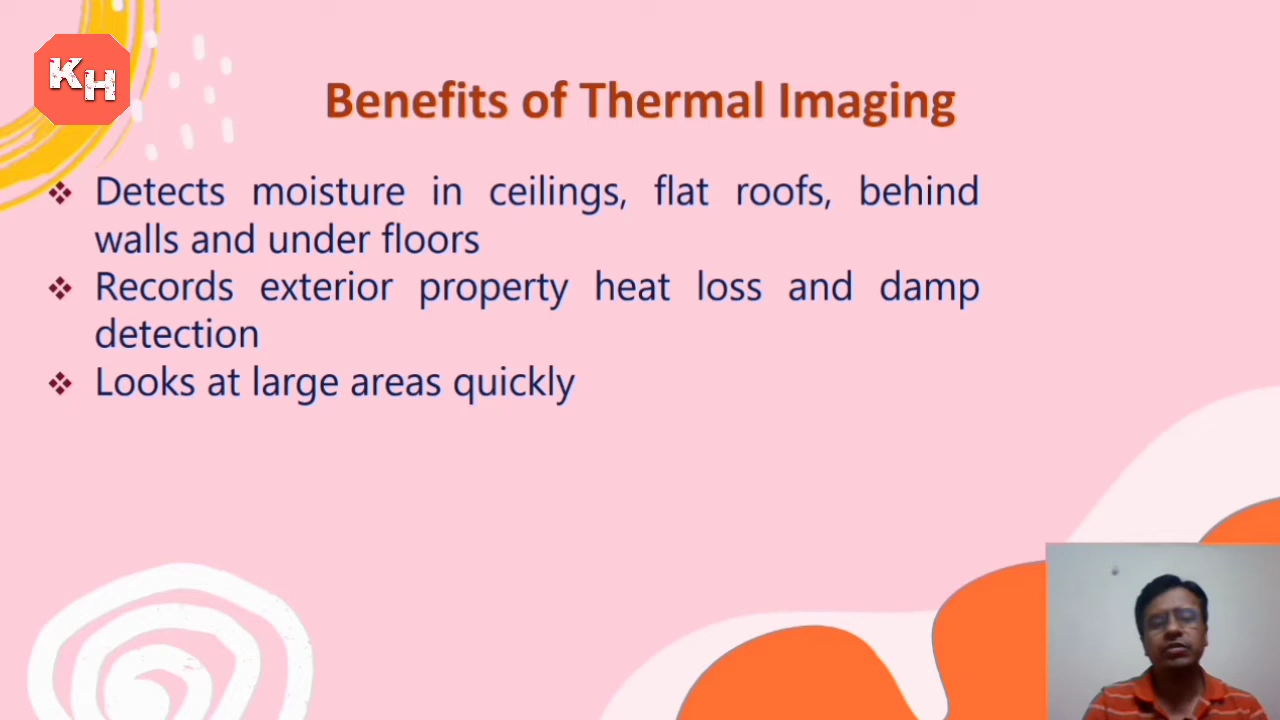 KH
Benefits of Thermal Imaging
❖ Detects moisture in ceilings, flat roofs, behind
walls and under floors
❖ Records exterior property heat loss and damp
detection
❖ Looks at large areas quickly